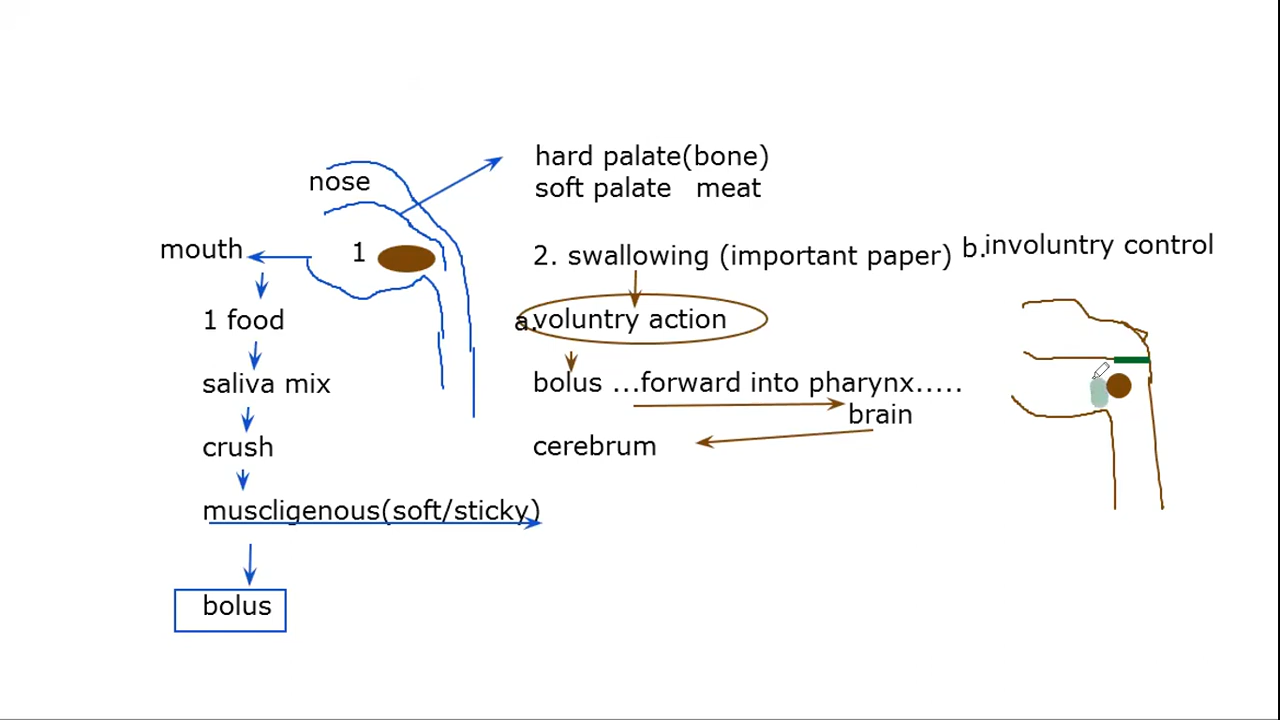 hard palate(bone)
soft palate meat
nose
mouth
1
2. swallowing (important paper)
b.involuntry control
1 food
a.voluntry action
saliva mix
bolus ...forward into pharynx.....
brain
crush
cerebrum
muscligenous(soft/sticky)
bolus